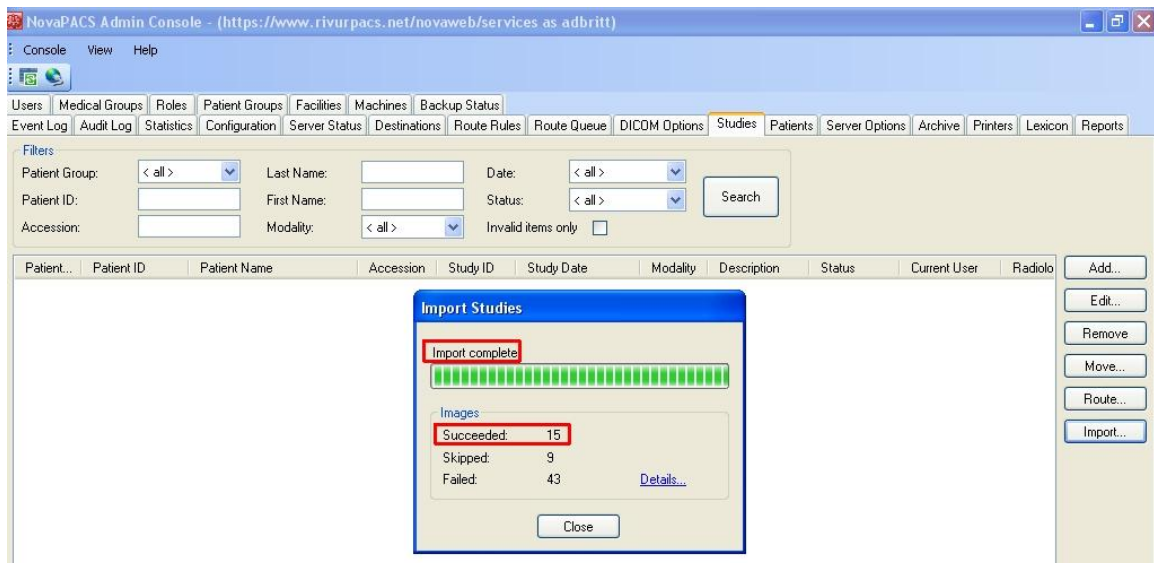 NovaPACS Admin Console - (https://www.rivurpacs.net/novaweb/services as adbritt)
Console View Help
Users Medical Groups Roles Patient Groups Facilities Machines Backup Status
Event Log Audit Log Statistics Configuration Server Status Destinations Route Rules Route Queue DICOM Options Studies Patients Server Options Archive Printers Lexicon Reports
Filters
Patient Group: < all > Last Name: Date: < all >
Patient ID: First Name: Status: < all > Search
Accession: Modality: < all > Invalid items only
Patient... Patient ID Patient Name Accession Study ID Study Date Modality Description Status Current User Radiolo Add...
Edit...
Remove
Move...
Route...
Import...
Import Studies
Import complete
Images
Succeeded: 15
Skipped: 9
Failed: 43 Details...
Close